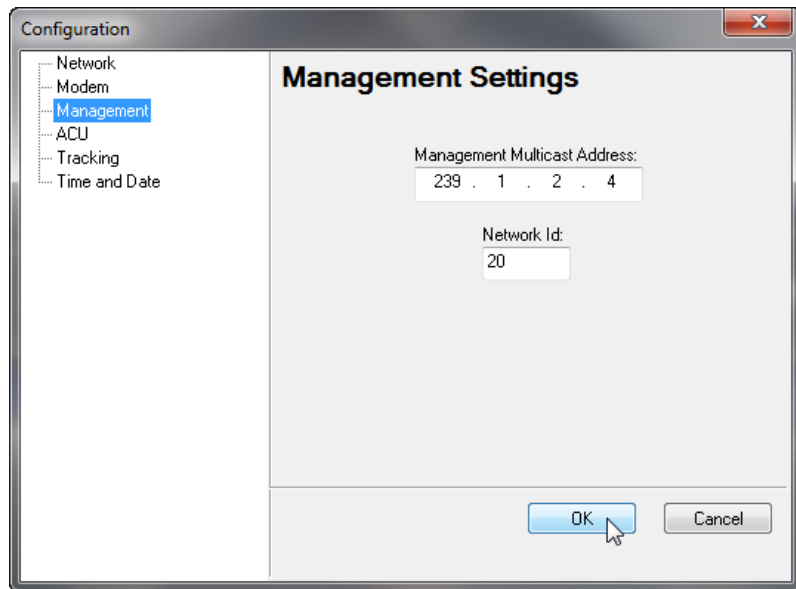 Configuration
Network
Modem
Management
ACU
Tracking
Time and Date
Management Settings
Management Multicast Address:
239 . 1 . 2 . 4
Network Id:
20
OK
Cancel